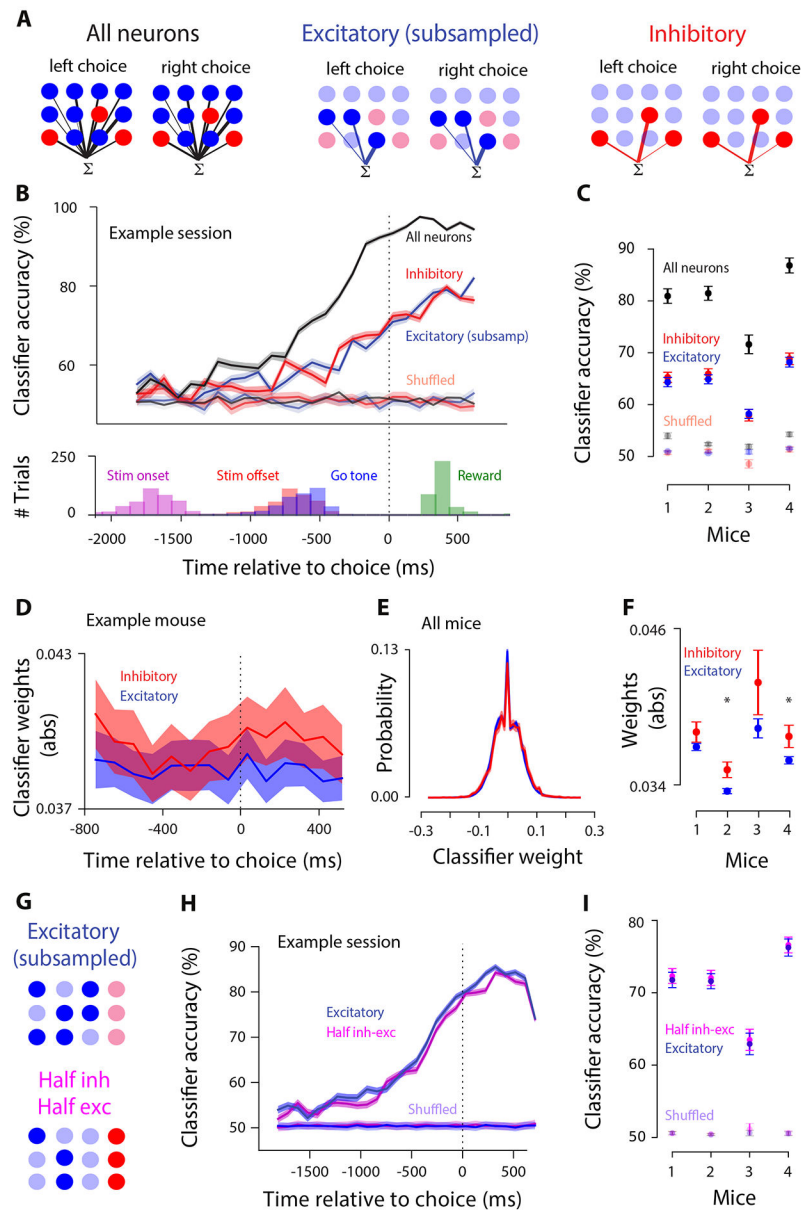 A
All neurons
left choice
right choice
Σ
Σ
Excitatory (subsampled)
left choice
right choice
Σ
Σ
Inhibitory
left choice
right choice
Σ
Σ
B
Example session
Classifier accuracy (%)
100
80
60
All neurons
Inhibitory
Excitatory (subsamp)
Shuffled
# Trials
250
0
Stim onset
Stim offset
Go tone
Reward
-2000
-1500
-1000
-500
0
500
Time relative to choice (ms)
C
Classifier accuracy (%)
90
80
70
60
50
All neurons
Inhibitory
Excitatory
Shuffled
1
2
3
4
Mice
D
Example mouse
Classifier weights
(abs)
0.043
0.037
Inhibitory
Excitatory
-800
-400
0
400
Time relative to choice (ms)
E
All mice
Probability
0.13
0.00
-0.3
-0.1
0.1
0.3
Classifier weight
F
Weights
(abs)
0.046
0.034
Inhibitory
Excitatory
*
*
1
2
3
4
Mice
G
Excitatory
(subsampled)
Half inh
Half exc
H
Example session
Classifier accuracy (%)
90
80
70
60
50
Excitatory
Half inh-exc
Shuffled
-1500
-1000
-500
0
500
Time relative to choice (ms)
I
Classifier accuracy (%)
80
70
60
50
Half inh-exc
Excitatory
Shuffled
1
2
3
4
Mice